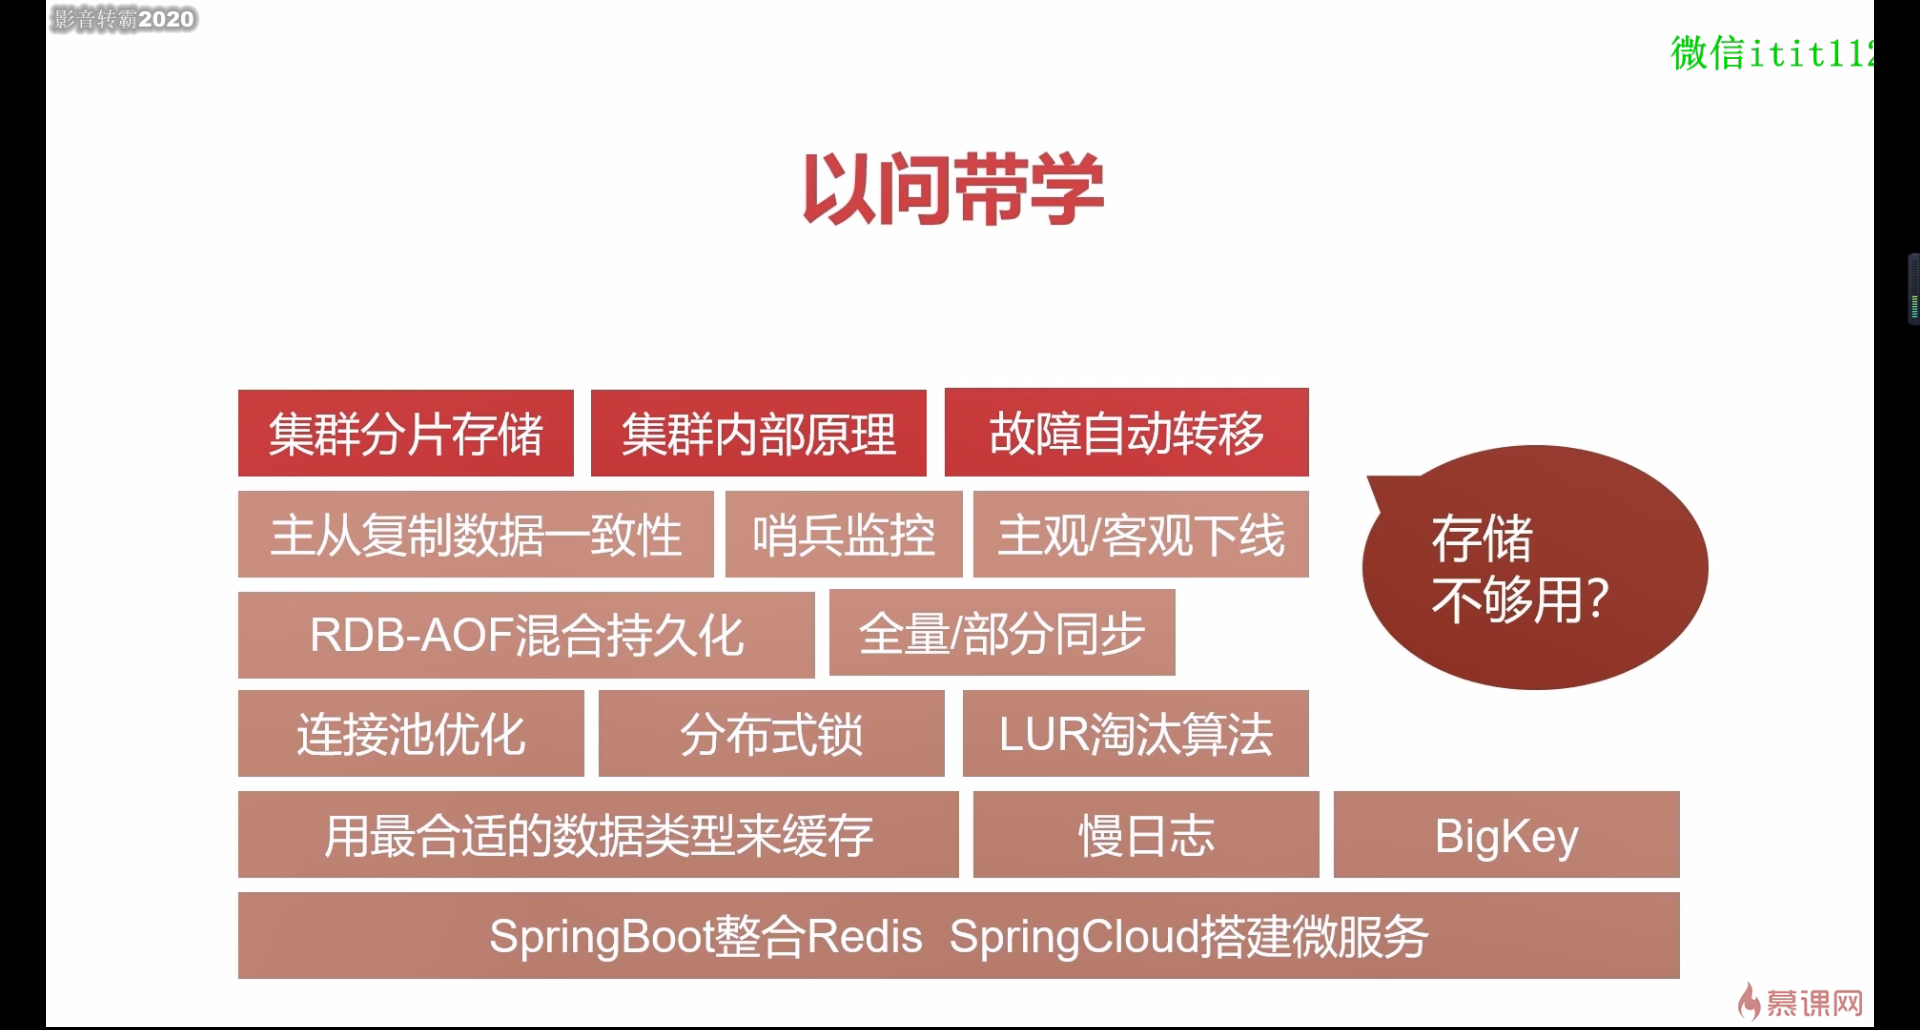 影音转霸2020
微信itit112
以问带学
集群分片存储 集群内部原理 故障自动转移
主从复制数据一致性 哨兵监控 主观/客观下线
存储
不够用？
RDB-AOF混合持久化 全量/部分同步
连接池优化 分布式锁 LUR淘汰算法
用最合适的数据类型来缓存 慢日志 BigKey
SpringBoot整合Redis SpringCloud搭建微服务
慕课网